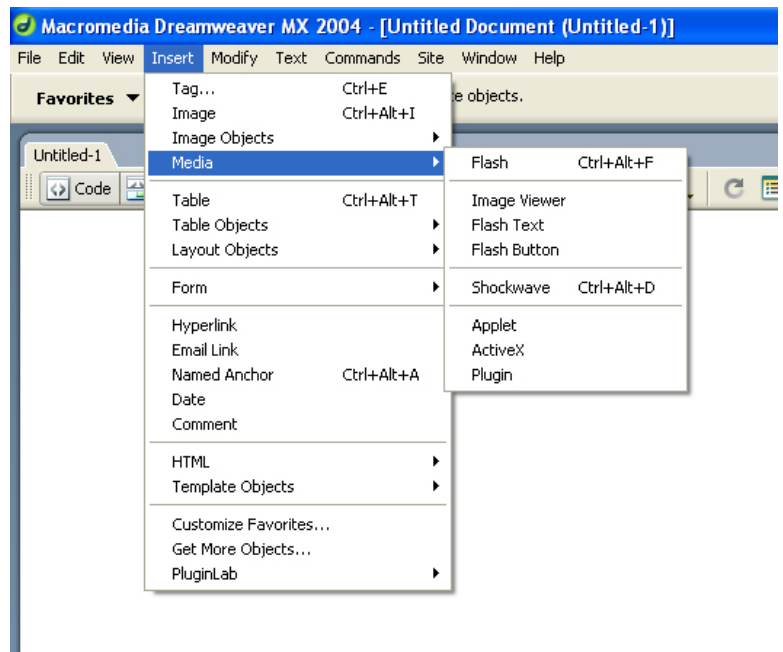 Macromedia Dreamweaver MX 2004 - [Untitled Document (Untitled-1)]
File Edit View Insert Modify Text Commands Site Window Help
Favorites
objects.
Untitled-1
Code
Tag... Ctrl+E
Image Ctrl+Alt+I
Image Objects
Media
Table Ctrl+Alt+T
Table Objects
Layout Objects
Form
Hyperlink
Email Link
Named Anchor Ctrl+Alt+A
Date
Comment
HTML
Template Objects
Customize Favorites...
Get More Objects...
PluginLab
Flash Ctrl+Alt+F
Image Viewer
Flash Text
Flash Button
Shockwave Ctrl+Alt+D
Applet
ActiveX
Plugin